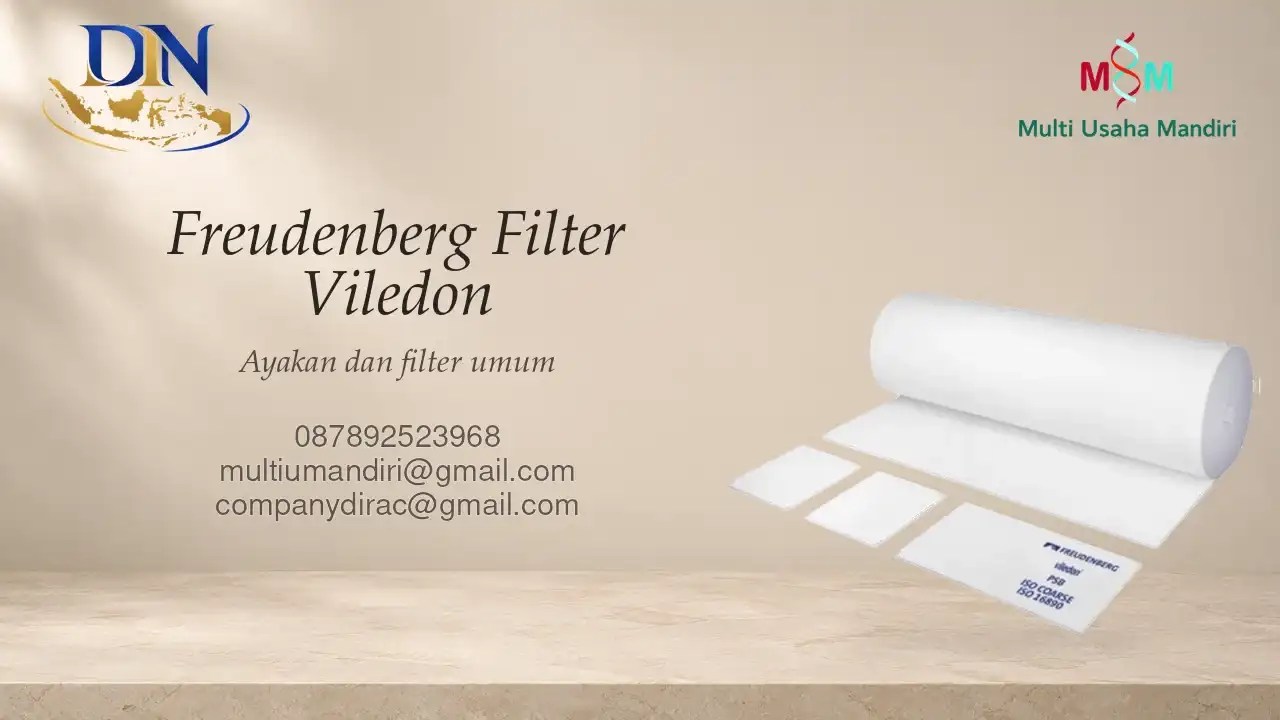 DN
M M
Multi Usaha Mandiri
Freudenberg Filter
Viledon
Ayakan dan filter umum
087892523968
multiumandiri@gmail.com
companydirac@gmail.com
FREUDENBERG
viledon
PSB
ISO COARSE
ISO 16890